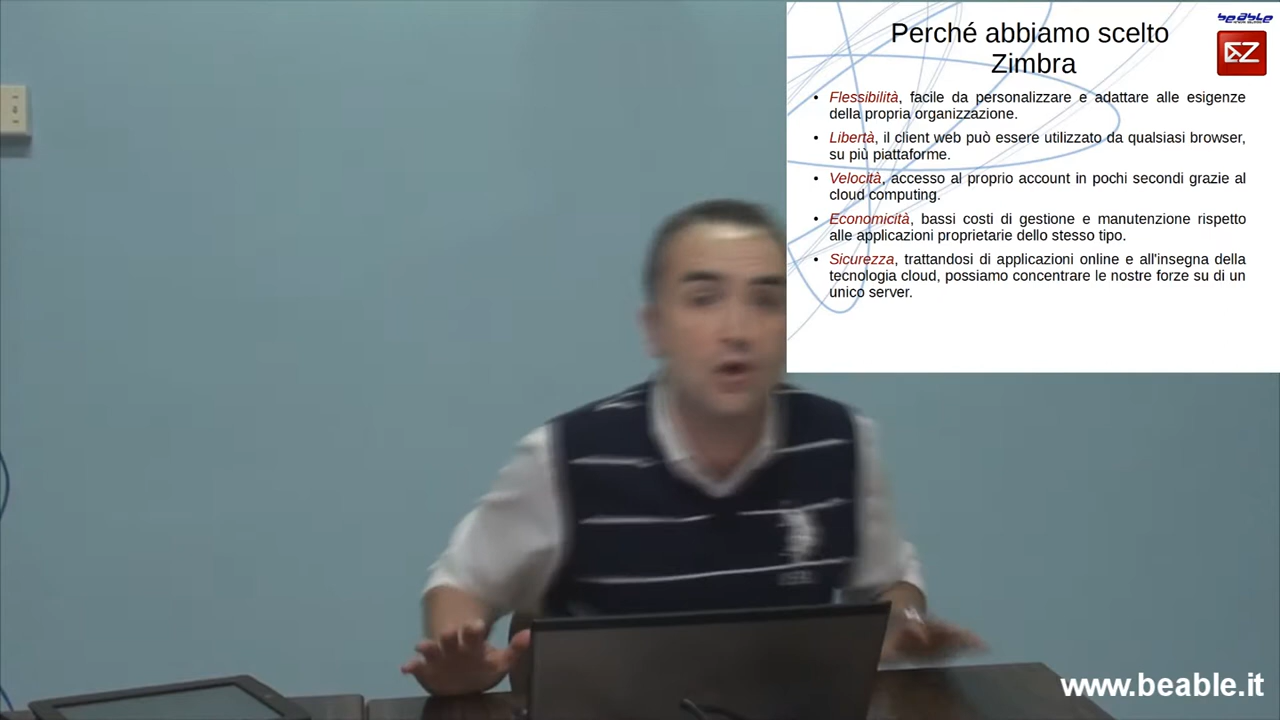 Perché abbiamo scelto
Zimbra
be able
• Flessibilità, facile da personalizzare e adattare alle esigenze
della propria organizzazione.
• Libertà, il client web può essere utilizzato da qualsiasi browser,
su più piattaforme.
• Velocità, accesso al proprio account in pochi secondi grazie al
cloud computing.
• Economicità, bassi costi di gestione e manutenzione rispetto
alle applicazioni proprietarie dello stesso tipo.
• Sicurezza, trattandosi di applicazioni online e all'insegna della
tecnologia cloud, possiamo concentrare le nostre forze su di un
unico server.
www.beable.it